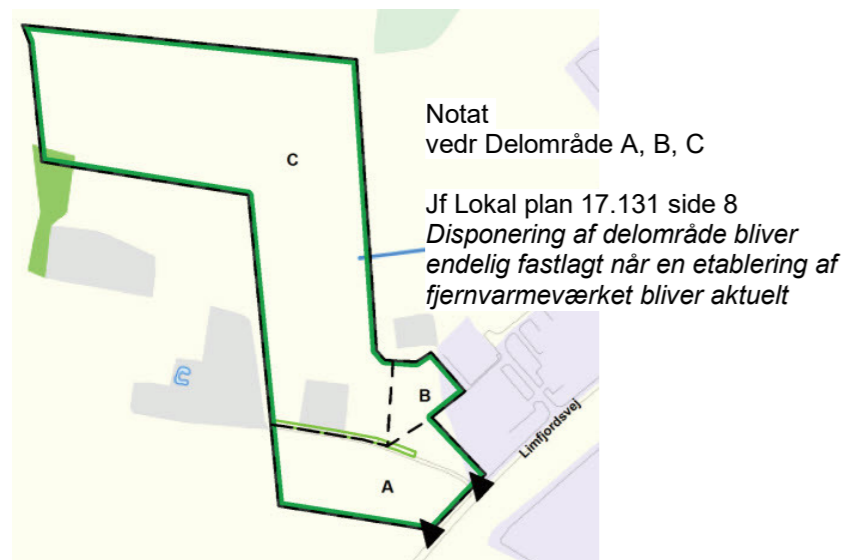 Notat
vedr Delområde A, B, C
Jf Lokal plan 17.131 side 8
Disponering af delområde bliver
endelig fastlagt når en etablering af
fjernvarmeværket bliver aktuelt
C
B
A
Limfjordsvej